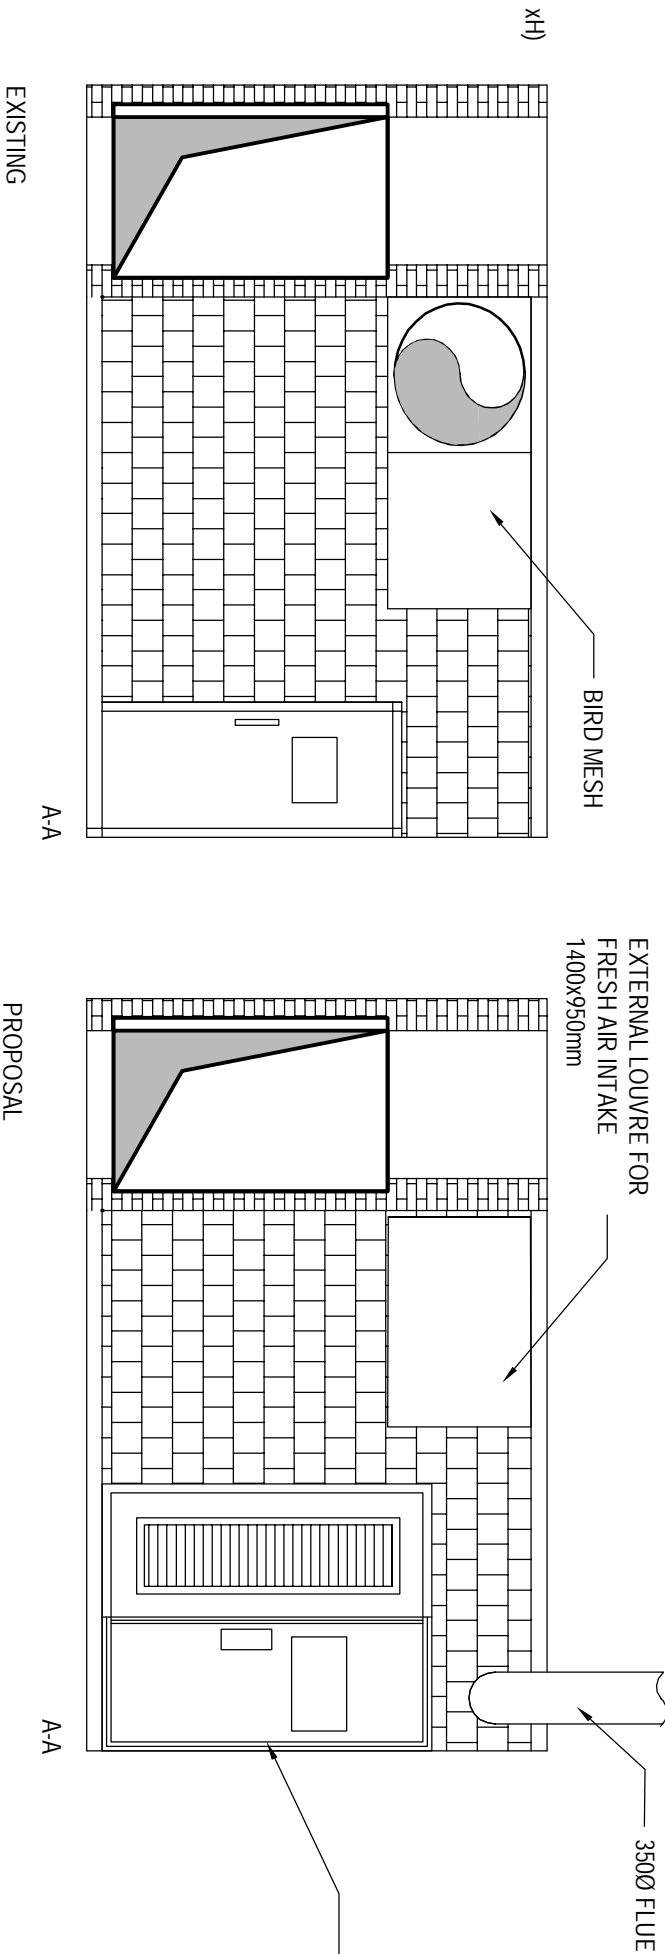 xH)
BIRD MESH
A-A
EXISTING
EXTERNAL LOUVRE FOR
FRESH AIR INTAKE
1400x950mm
350Ø FLUE
A-A
PROPOSAL